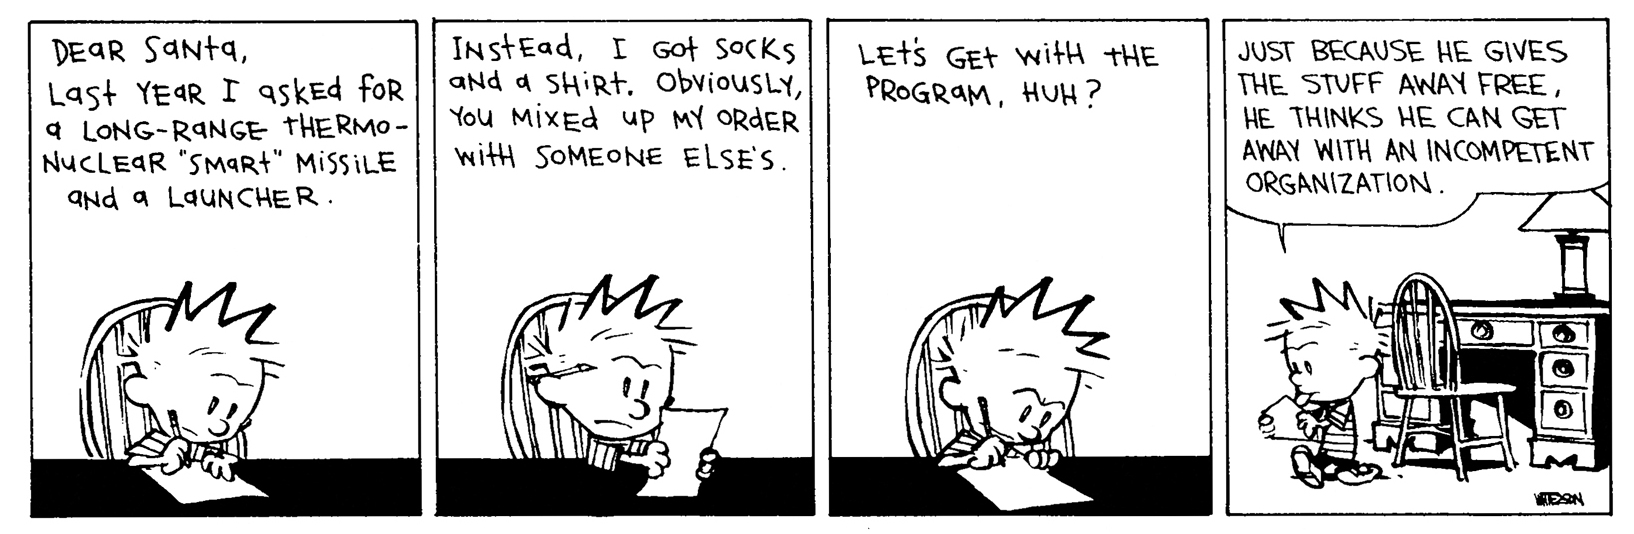 DEAR SANTA,
LAST YEAR I ASKED FOR
A LONG-RANGE THERMO-
NUCLEAR "SMART" MISSILE
AND A LAUNCHER.
INSTEAD, I GOT SOCKS
AND A SHIRT. OBVIOUSLY,
YOU MIXED UP MY ORDER
WITH SOMEONE ELSE'S.
LET'S GET WITH THE
PROGRAM, HUH?
JUST BECAUSE HE GIVES
THE STUFF AWAY FREE,
HE THINKS HE CAN GET
AWAY WITH AN INCOMPETENT
ORGANIZATION.
WATTERSON